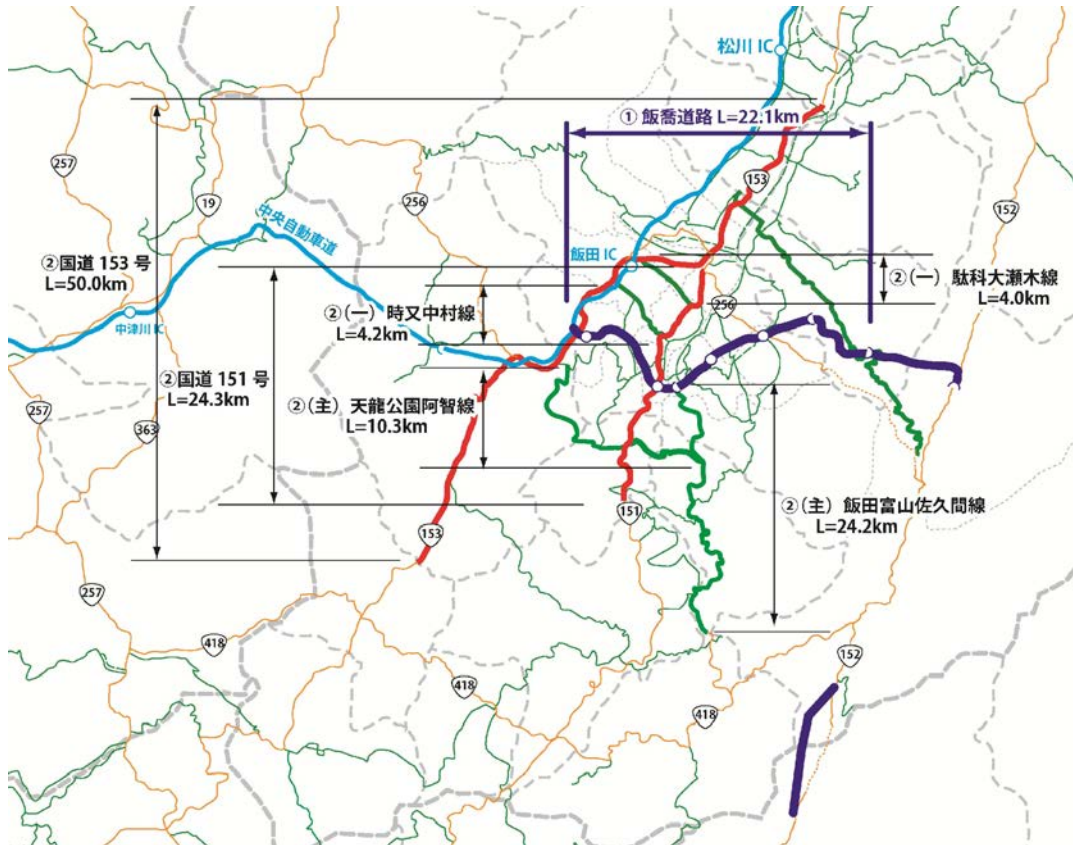 松川 IC
① 飯喬道路 L=22.1km
257
153
19
256
152
中央自動車道
飯田 IC
②国道 153 号
L=50.0km
②(一) 駄科大瀬木線
L=4.0km
②(一) 時又中村線
L=4.2km
256
中津川 IC
②国道 151 号
L=24.3km
②(主) 天龍公園阿智線
L=10.3km
257
363
②(主) 飯田富山佐久間線
L=24.2km
151
153
257
418
152
418
418